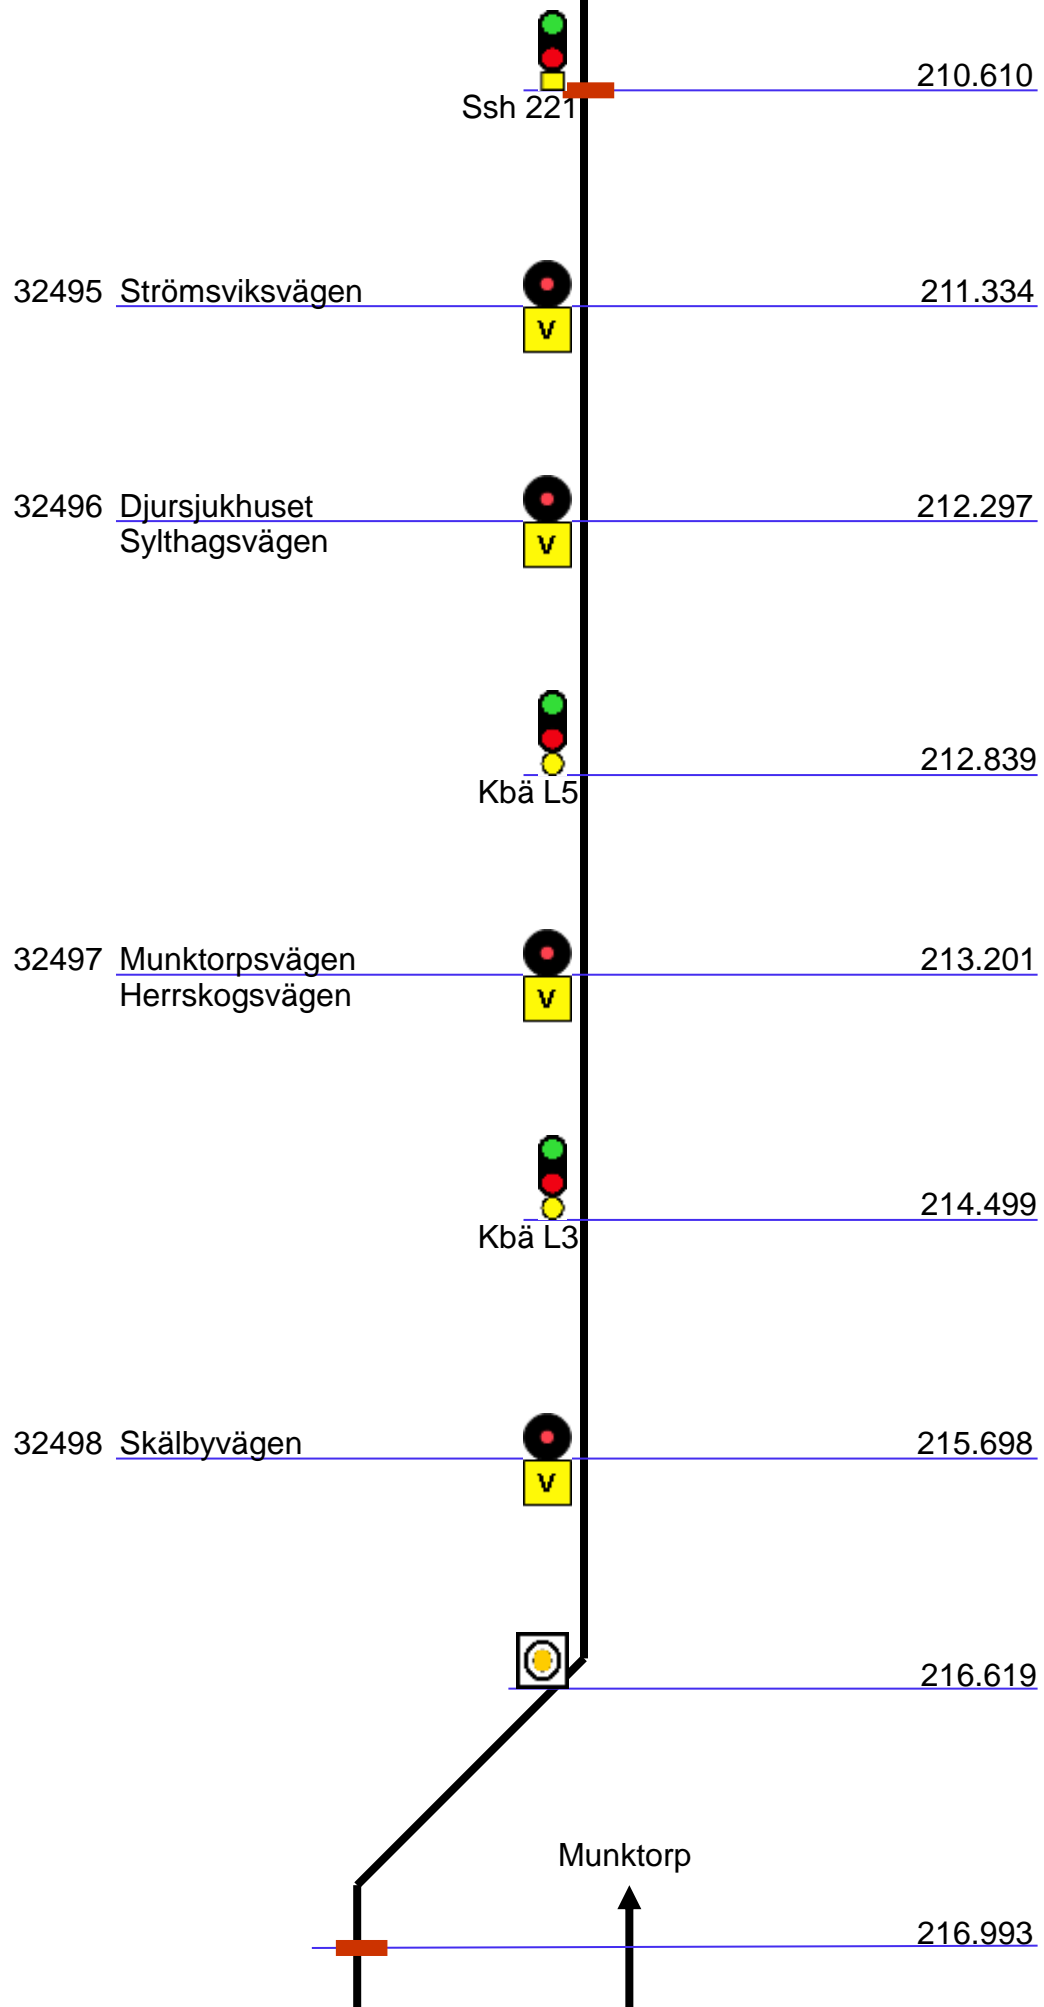 210.610
Ssh 221
32495 Strömsviksvägen 211.334
V
32496 Djursjukhuset 212.297
Sylthagsvägen
V
212.839
Kbä L5
32497 Munktorpsvägen 213.201
Herrskogsvägen
V
214.499
Kbä L3
32498 Skälbyvägen 215.698
V
216.619
Munktorp
216.993